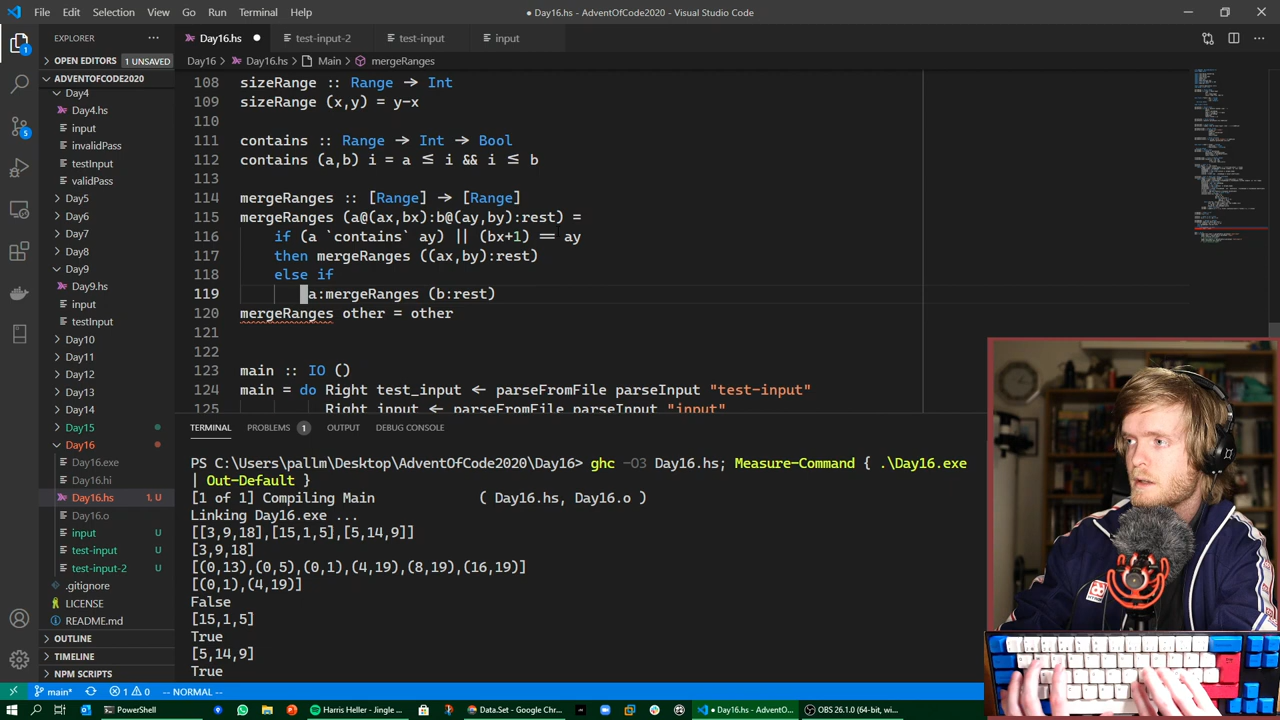 File Edit Selection View Go Run Terminal Help
● Day16.hs - AdventOfCode2020 - Visual Studio Code
EXPLORER ···
OPEN EDITORS 1 UNSAVED
ADVENTOFCODE2020
Day4
Day4.hs
input
invalidPass
testInput
validPass
Day5
Day6
Day7
Day8
Day9
Day9.hs
input
testInput
Day10
Day11
Day12
Day13
Day14
Day15
Day16
Day16.exe
Day16.hi
Day16.hs 1, U
Day16.o
input U
test-input U
test-input-2 U
.gitignore
LICENSE
README.md
OUTLINE
TIMELINE
NPM SCRIPTS
1
5
Day16.hs ● test-input-2 test-input input
Day16 > Day16.hs > Main > mergeRanges
108 sizeRange :: Range → Int
109 sizeRange (x,y) = y-x
110
111 contains :: Range → Int → Bool
112 contains (a,b) i = a ≤ i && i ≤ b
113
114 mergeRanges :: [Range] → [Range]
115 mergeRanges (a@(ax,bx):b@(ay,by):rest) =
116 if (a `contains` ay) || (bx+1) == ay
117 then mergeRanges ((ax,by):rest)
118 else if
119 a:mergeRanges (b:rest)
120 mergeRanges other = other
121
122
123 main :: IO ()
124 main = do Right test_input ← parseFromFile parseInput "test-input"
125 Right input ← parseFromFile parseInput "input"
TERMINAL PROBLEMS 1 OUTPUT DEBUG CONSOLE
PS C:\Users\pallm\Desktop\AdventOfCode2020\Day16> ghc -O3 Day16.hs; Measure-Command { .\Day16.exe
| Out-Default }
[1 of 1] Compiling Main ( Day16.hs, Day16.o )
Linking Day16.exe ...
[[3,9,18],[15,1,5],[5,14,9]]
[3,9,18]
[(0,13),(0,5),(0,1),(4,19),(8,19),(16,19)]
[(0,1),(4,19)]
False
[15,1,5]
True
[5,14,9]
True
main* 1 0 -- NORMAL --
PowerShell
Harris Heller - Jingle ...
Data.Set - Google Chr...
● Day16.hs - AdventO...
OBS 26.1.0 (64-bit, wi...